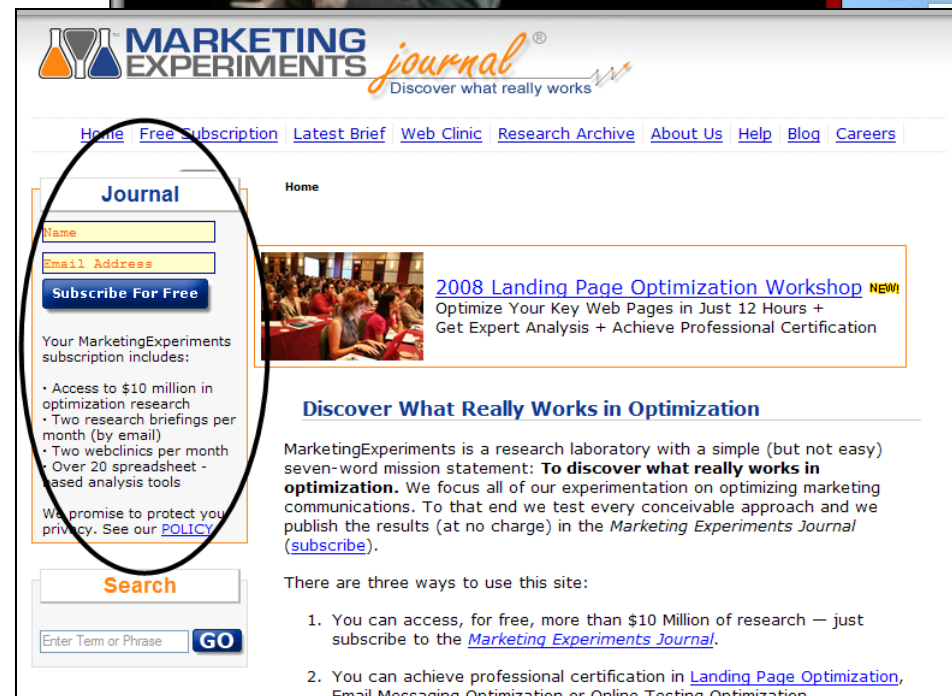 MARKETING
EXPERIMENTS
journal®
™
Discover what really works
Home Free Subscription Latest Brief Web Clinic Research Archive About Us Help Blog Careers
Journal
Name
Email Address
Subscribe For Free
Your MarketingExperiments
subscription includes:
· Access to $10 million in
optimization research
· Two research briefings per
month (by email)
· Two webclinics per month
· Over 20 spreadsheet -
based analysis tools
We promise to protect your
privacy. See our POLICY
Search
Enter Term or Phrase GO
Home
2008 Landing Page Optimization Workshop NEW!
Optimize Your Key Web Pages in Just 12 Hours +
Get Expert Analysis + Achieve Professional Certification
Discover What Really Works in Optimization
MarketingExperiments is a research laboratory with a simple (but not easy)
seven-word mission statement: To discover what really works in
optimization. We focus all of our experimentation on optimizing marketing
communications. To that end we test every conceivable approach and we
publish the results (at no charge) in the Marketing Experiments Journal
(subscribe).
There are three ways to use this site:
1. You can access, for free, more than $10 Million of research — just
subscribe to the Marketing Experiments Journal.
2. You can achieve professional certification in Landing Page Optimization,
Email Messaging Optimization or Online Testing Optimization